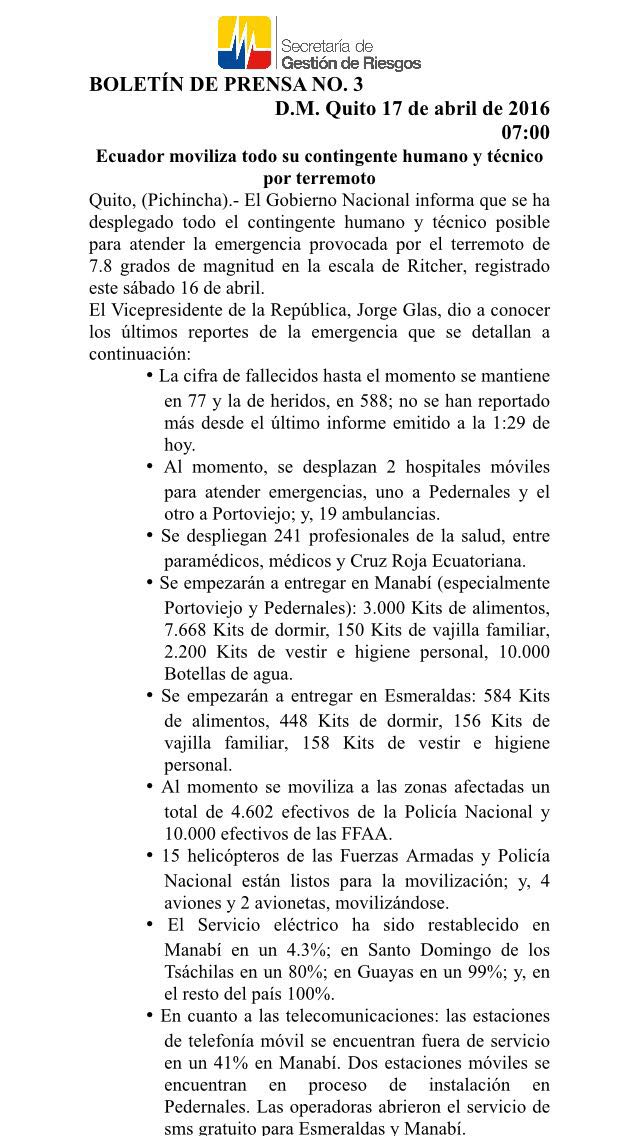 Secretaría de
Gestión de Riesgos
BOLETÍN DE PRENSA NO. 3
D.M. Quito 17 de abril de 2016
07:00
Ecuador moviliza todo su contingente humano y técnico
por terremoto
Quito, (Pichincha).- El Gobierno Nacional informa que se ha
desplegado todo el contingente humano y técnico posible
para atender la emergencia provocada por el terremoto de
7.8 grados de magnitud en la escala de Ritcher, registrado
este sábado 16 de abril.
El Vicepresidente de la República, Jorge Glas, dio a conocer
los últimos reportes de la emergencia que se detallan a
continuación:
• La cifra de fallecidos hasta el momento se mantiene
en 77 y la de heridos, en 588; no se han reportado
más desde el último informe emitido a la 1:29 de
hoy.
• Al momento, se desplazan 2 hospitales móviles
para atender emergencias, uno a Pedernales y el
otro a Portoviejo; y, 19 ambulancias.
• Se despliegan 241 profesionales de la salud, entre
paramédicos, médicos y Cruz Roja Ecuatoriana.
• Se empezarán a entregar en Manabí (especialmente
Portoviejo y Pedernales): 3.000 Kits de alimentos,
7.668 Kits de dormir, 150 Kits de vajilla familiar,
2.200 Kits de vestir e higiene personal, 10.000
Botellas de agua.
• Se empezarán a entregar en Esmeraldas: 584 Kits
de alimentos, 448 Kits de dormir, 156 Kits de
vajilla familiar, 158 Kits de vestir e higiene
personal.
• Al momento se moviliza a las zonas afectadas un
total de 4.602 efectivos de la Policía Nacional y
10.000 efectivos de las FFAA.
• 15 helicópteros de las Fuerzas Armadas y Policía
Nacional están listos para la movilización; y, 4
aviones y 2 avionetas, movilizándose.
• El Servicio eléctrico ha sido restablecido en
Manabí en un 4.3%; en Santo Domingo de los
Tsáchilas en un 80%; en Guayas en un 99%; y, en
el resto del país 100%.
• En cuanto a las telecomunicaciones: las estaciones
de telefonía móvil se encuentran fuera de servicio
en un 41% en Manabí. Dos estaciones móviles se
encuentran en proceso de instalación en
Pedernales. Las operadoras abrieron el servicio de
sms gratuito para Esmeraldas y Manabí.